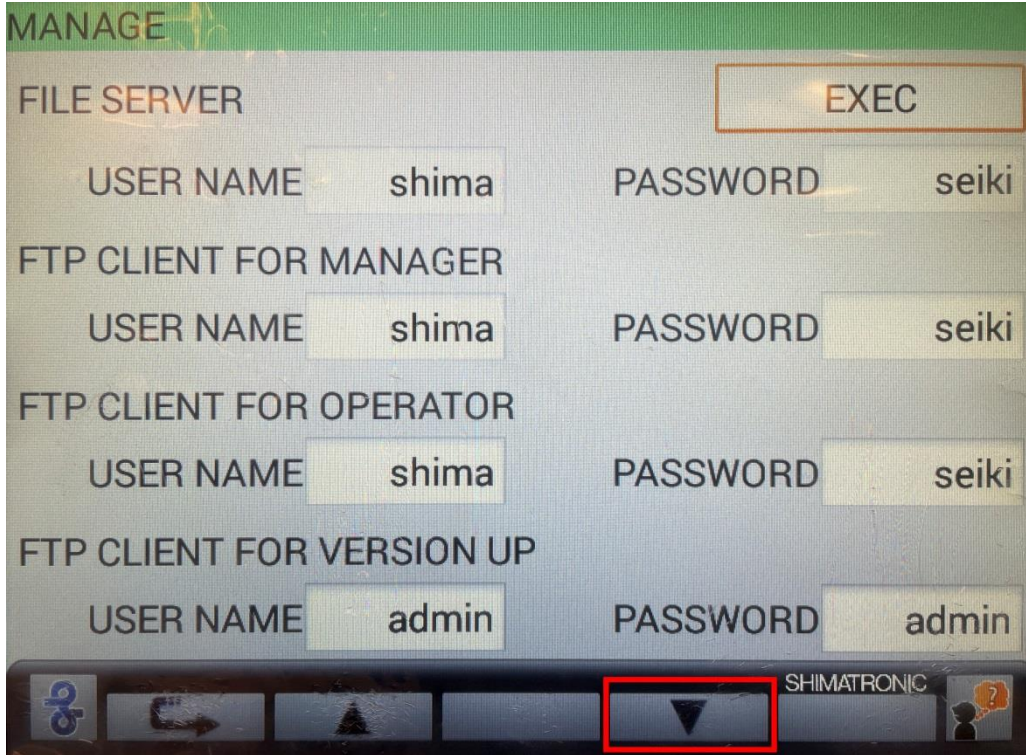 MANAGE
FILE SERVER EXEC
USER NAME shima PASSWORD seiki
FTP CLIENT FOR MANAGER
USER NAME shima PASSWORD seiki
FTP CLIENT FOR OPERATOR
USER NAME shima PASSWORD seiki
FTP CLIENT FOR VERSION UP
USER NAME admin PASSWORD admin
SHIMATRONIC
?